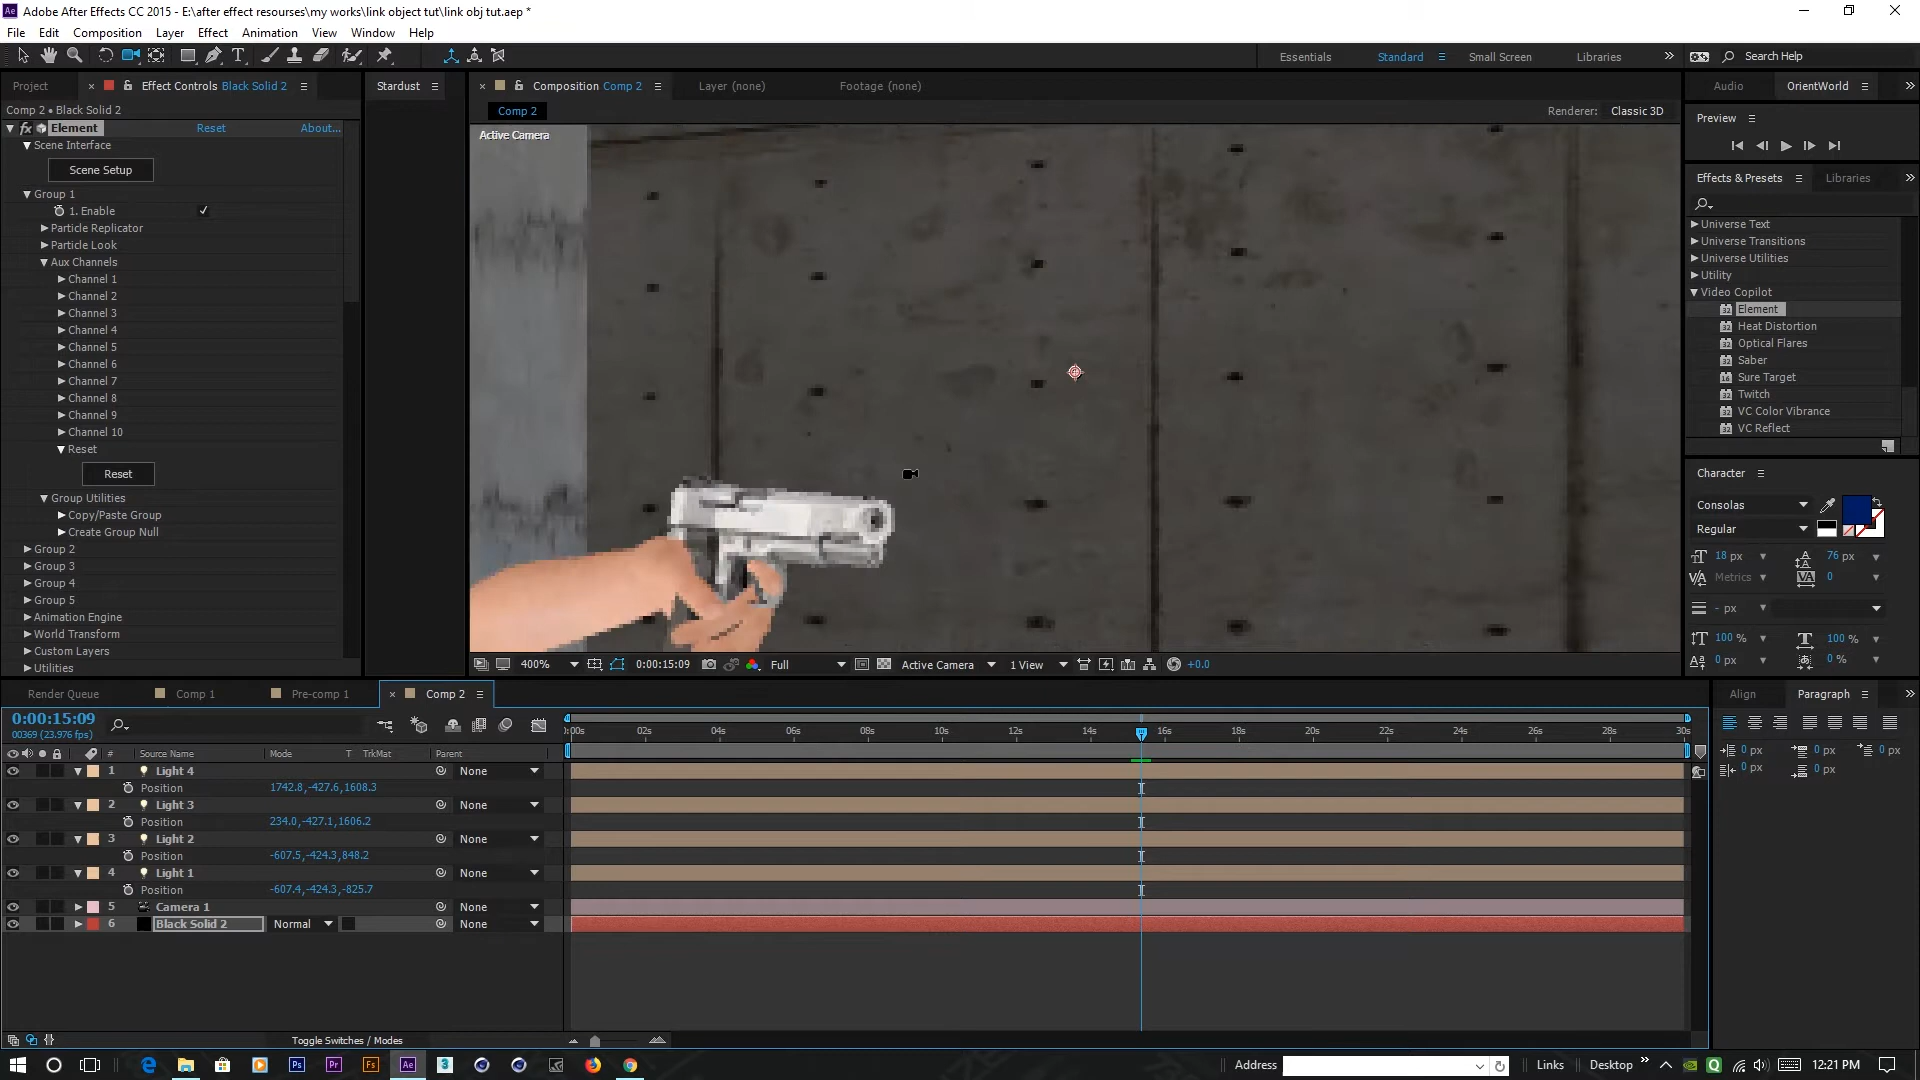 Adobe After Effects CC 2015 - E:\after effect resourses\my works\link object tut\link obj tut.aep *
File Edit Composition Layer Effect Animation View Window Help
Essentials Standard Small Screen Libraries Search Help
Project Effect Controls Black Solid 2
Stardust
Composition Comp 2 Layer (none) Footage (none)
Audio OrientWorld
Comp 2 • Black Solid 2
Comp 2
Renderer: Classic 3D
Element Reset About...
Scene Interface
Scene Setup
Group 1
1. Enable
Particle Replicator
Particle Look
Aux Channels
Channel 1
Channel 2
Channel 3
Channel 4
Channel 5
Channel 6
Channel 7
Channel 8
Channel 9
Channel 10
Reset
Reset
Group Utilities
Copy/Paste Group
Create Group Null
Group 2
Group 3
Group 4
Group 5
Animation Engine
World Transform
Custom Layers
Utilities
Active Camera
400% 0:00:15:09 Full Active Camera 1 View +0.0
Preview
Effects & Presets Libraries
Universe Text
Universe Transitions
Universe Utilities
Utility
Video Copilot
Element
Heat Distortion
Optical Flares
Saber
Sure Target
Twitch
VC Color Vibrance
VC Reflect
Character
Consolas
Regular
18 px 76 px
Metrics 0
- px
100 % 100 %
0 px 0 %
Render Queue Comp 1 Pre-comp 1 Comp 2
0:00:15:09
00369 (23.976 fps)
# Source Name Mode T TrkMat Parent
:00s 02s 04s 06s 08s 10s 12s 14s 16s 18s 20s 22s 24s 26s 28s 30s
1 Light 4 None
Position 1742.8,-427.6,1608.3
2 Light 3 None
Position 234.0,-427.1,1606.2
3 Light 2 None
Position -607.5,-424.3,848.2
4 Light 1 None
Position -607.4,-424.3,-825.7
5 Camera 1 None
6 Black Solid 2 Normal None
Toggle Switches / Modes
Align Paragraph
0 px 0 px 0 px
0 px 0 px
Address Links Desktop 12:21 PM